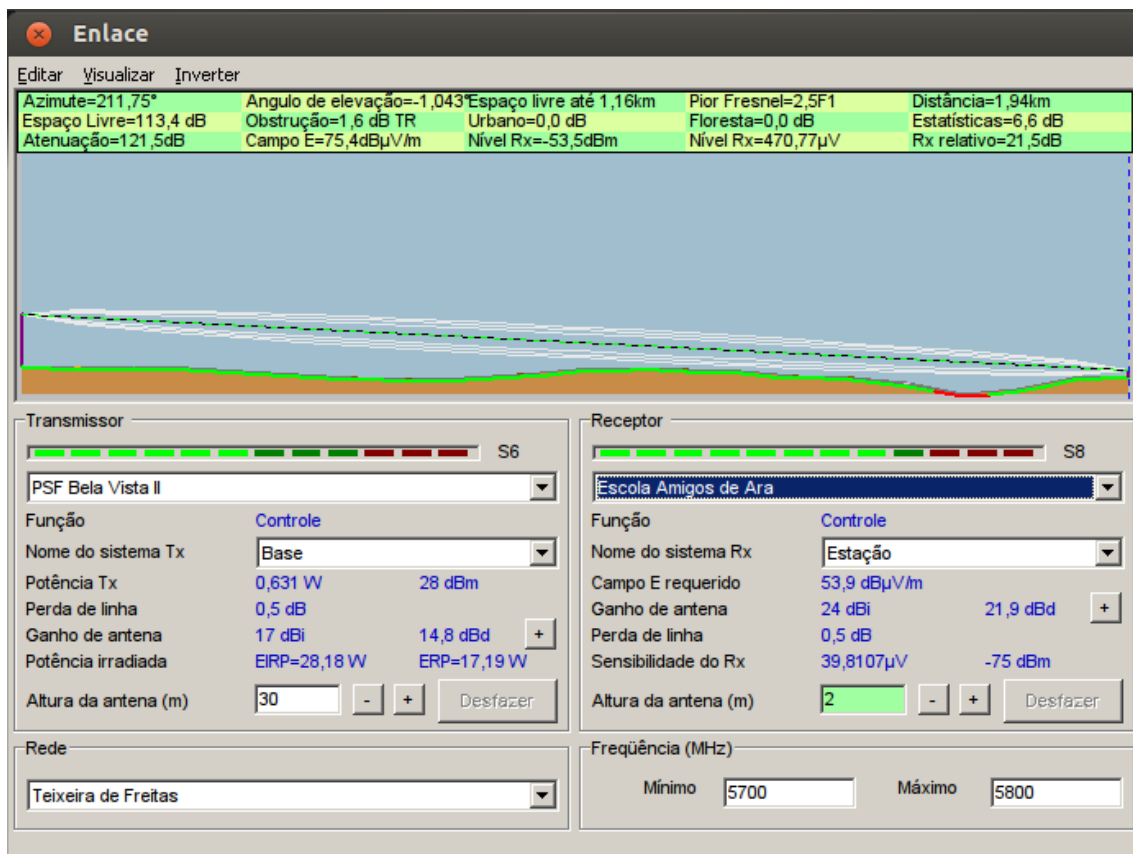 Enlace
Editar Visualizar Inverter
Azimute=211,75° Angulo de elevação=-1,043° Espaço livre até 1,16km Pior Fresnel=2,5F1 Distância=1,94km
Espaço Livre=113,4 dB Obstrução=1,6 dB TR Urbano=0,0 dB Floresta=0,0 dB Estatísticas=6,6 dB
Atenuação=121,5dB Campo E=75,4dBµV/m Nível Rx=-53,5dBm Nível Rx=470,77µV Rx relativo=21,5dB
Transmissor
S6
PSF Bela Vista II
Função Controle
Nome do sistema Tx Base
Potência Tx 0,631 W 28 dBm
Perda de linha 0,5 dB
Ganho de antena 17 dBi 14,8 dBd +
Potência irradiada EIRP=28,18 W ERP=17,19 W
Altura da antena (m) 30 - + Desfazer
Receptor
S8
Escola Amigos de Ara
Função Controle
Nome do sistema Rx Estação
Campo E requerido 53,9 dBµV/m
Ganho de antena 24 dBi 21,9 dBd +
Perda de linha 0,5 dB
Sensibilidade do Rx 39,8107µV -75 dBm
Altura da antena (m) 2 - + Desfazer
Rede
Teixeira de Freitas
Freqüência (MHz)
Mínimo 5700 Máximo 5800